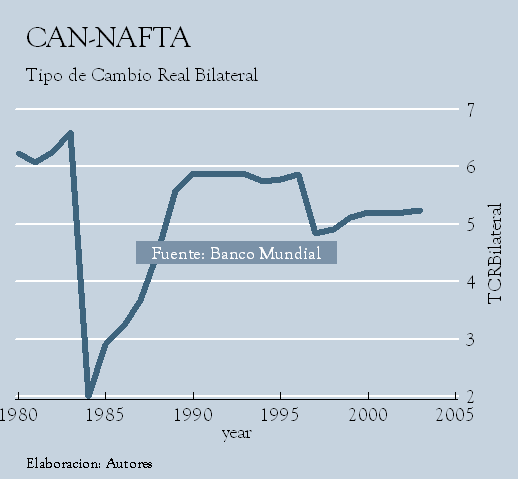 CAN-NAFTA
Tipo de Cambio Real Bilateral
7
6
5
4
3
2
TCRBilateral
Fuente: Banco Mundial
1980 1985 1990 1995 2000 2005
year
Elaboracion: Autores